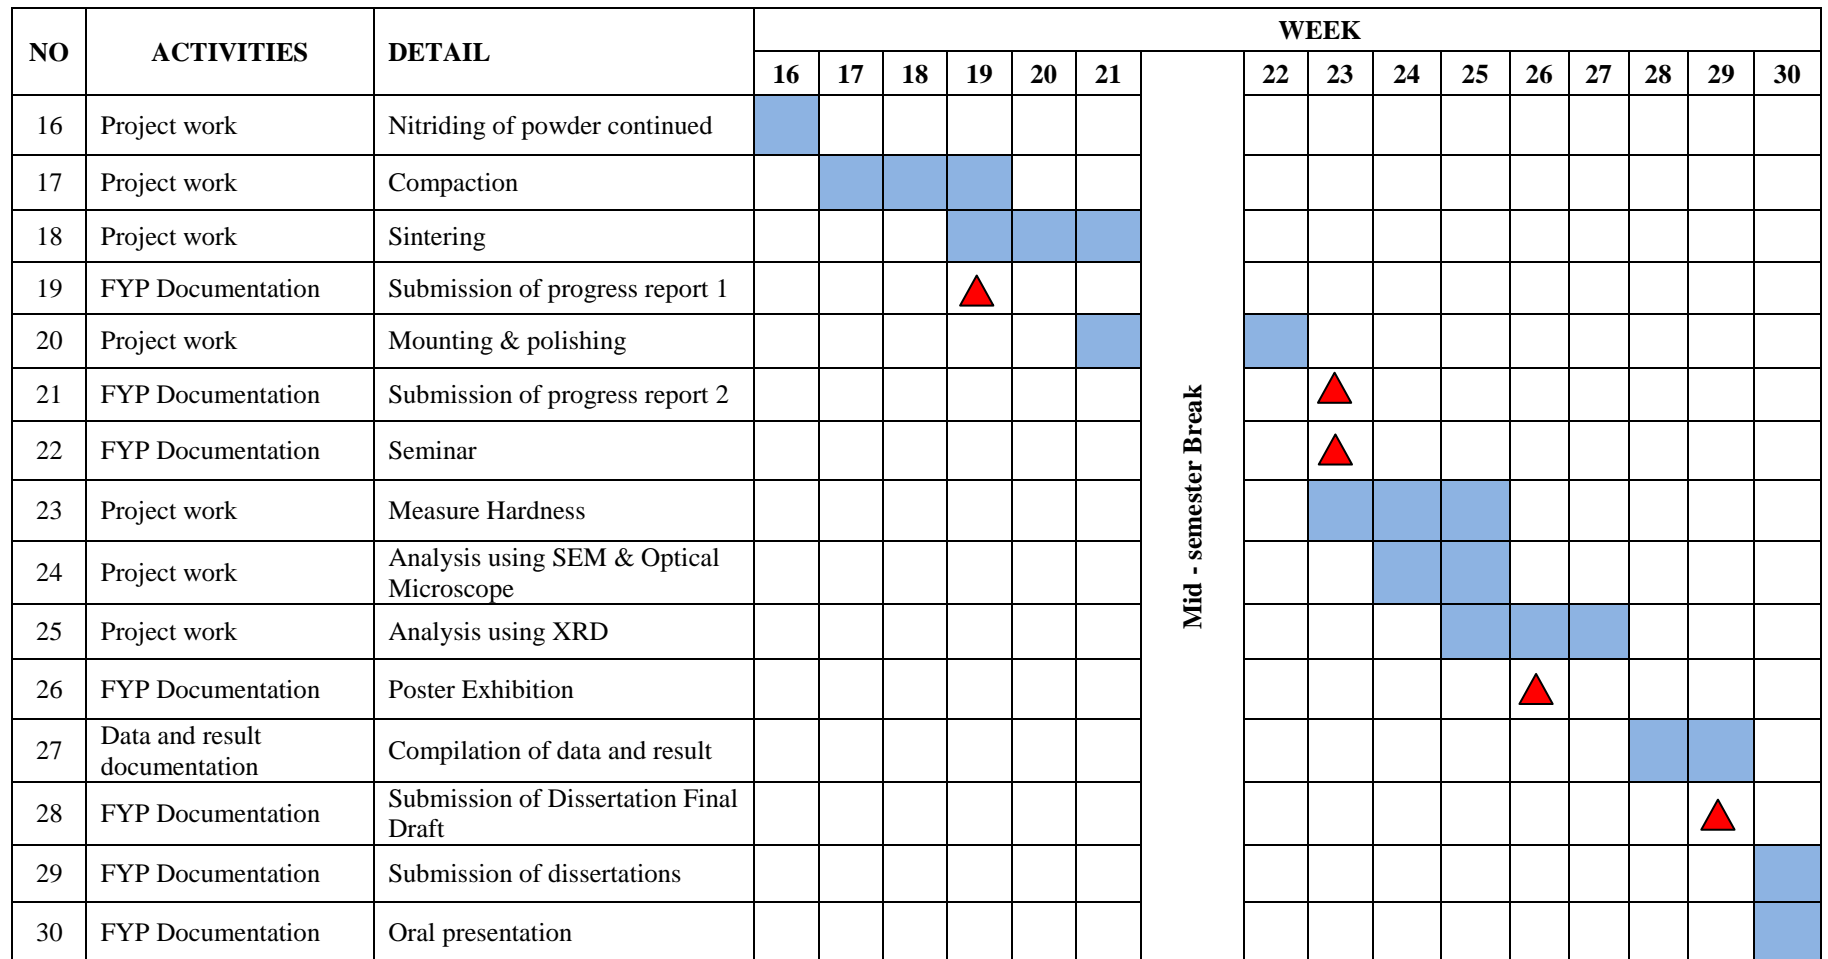 NO ACTIVITIES DETAIL WEEK
16 17 18 19 20 21 22 23 24 25 26 27 28 29 30
16 Project work Nitriding of powder continued
17 Project work Compaction
18 Project work Sintering
19 FYP Documentation Submission of progress report 1
20 Project work Mounting & polishing
21 FYP Documentation Submission of progress report 2
22 FYP Documentation Seminar
23 Project work Measure Hardness
24 Project work Analysis using SEM & Optical
Microscope
25 Project work Analysis using XRD
26 FYP Documentation Poster Exhibition
27 Data and result
documentation Compilation of data and result
28 FYP Documentation Submission of Dissertation Final
Draft
29 FYP Documentation Submission of dissertations
30 FYP Documentation Oral presentation
Mid - semester Break